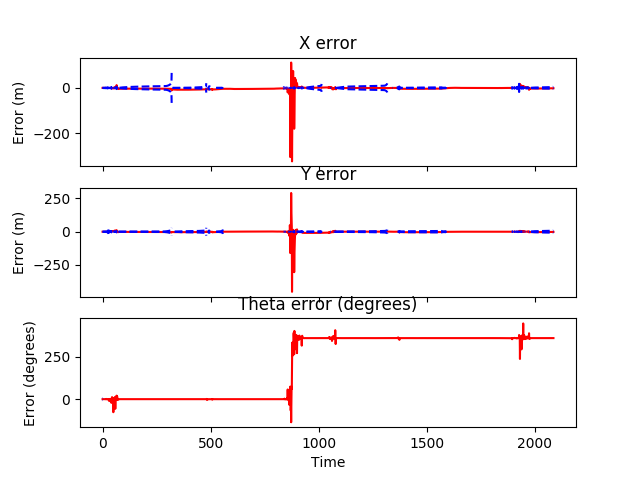 X error
Error (m)
0
−200
Y error
Error (m)
250
0
−250
Theta error (degrees)
Error (degrees)
250
0
0
500
1000
1500
2000
Time